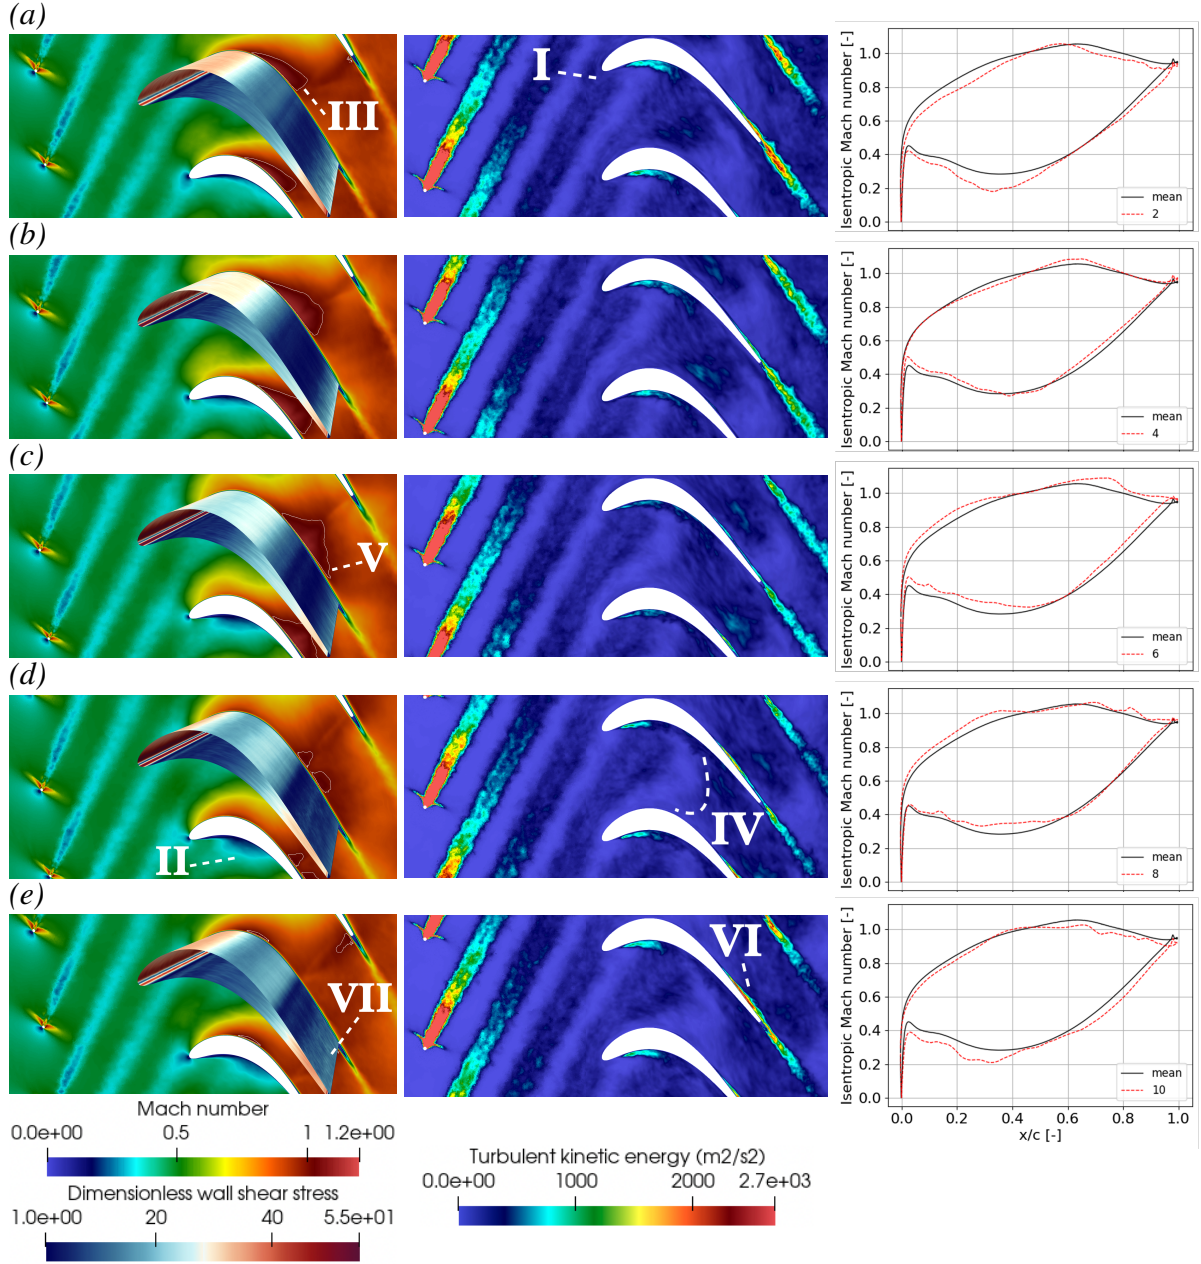 (a)
I
III
Isentropic Mach number [-]
1.0
0.8
0.6
0.4
0.2
0.0
mean
2
(b)
Isentropic Mach number [-]
1.0
0.8
0.6
0.4
0.2
0.0
mean
4
(c)
V
Isentropic Mach number [-]
1.0
0.8
0.6
0.4
0.2
0.0
mean
6
(d)
II
IV
Isentropic Mach number [-]
1.0
0.8
0.6
0.4
0.2
0.0
mean
8
(e)
VII
VI
Isentropic Mach number [-]
1.0
0.8
0.6
0.4
0.2
0.0
mean
10
0.0 0.2 0.4 0.6 0.8 1.0
x/c [-]
Mach number
0.0e+00 0.5 1 1.2e+00
Dimensionless wall shear stress
1.0e+00 20 40 5.5e+01
Turbulent kinetic energy (m2/s2)
0.0e+00 1000 2000 2.7e+03